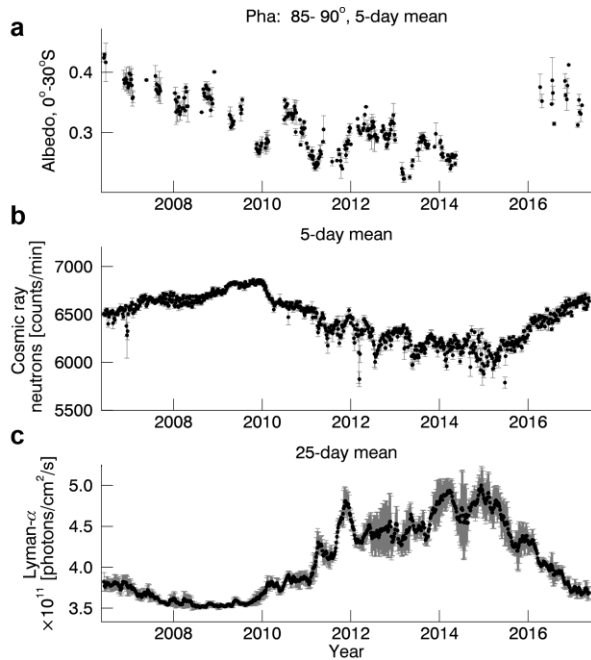 Pha: 85- 90°, 5-day mean
a
Albedo, 0°-30°S
0.4
0.3
2008 2010 2012 2014 2016
b
5-day mean
Cosmic ray
neutrons [counts/min]
7000
6500
6000
5500
2008 2010 2012 2014 2016
c
25-day mean
Lyman-α
×10¹¹ [photons/cm²/s]
5.0
4.5
4.0
3.5
2008 2010 2012 2014 2016
Year